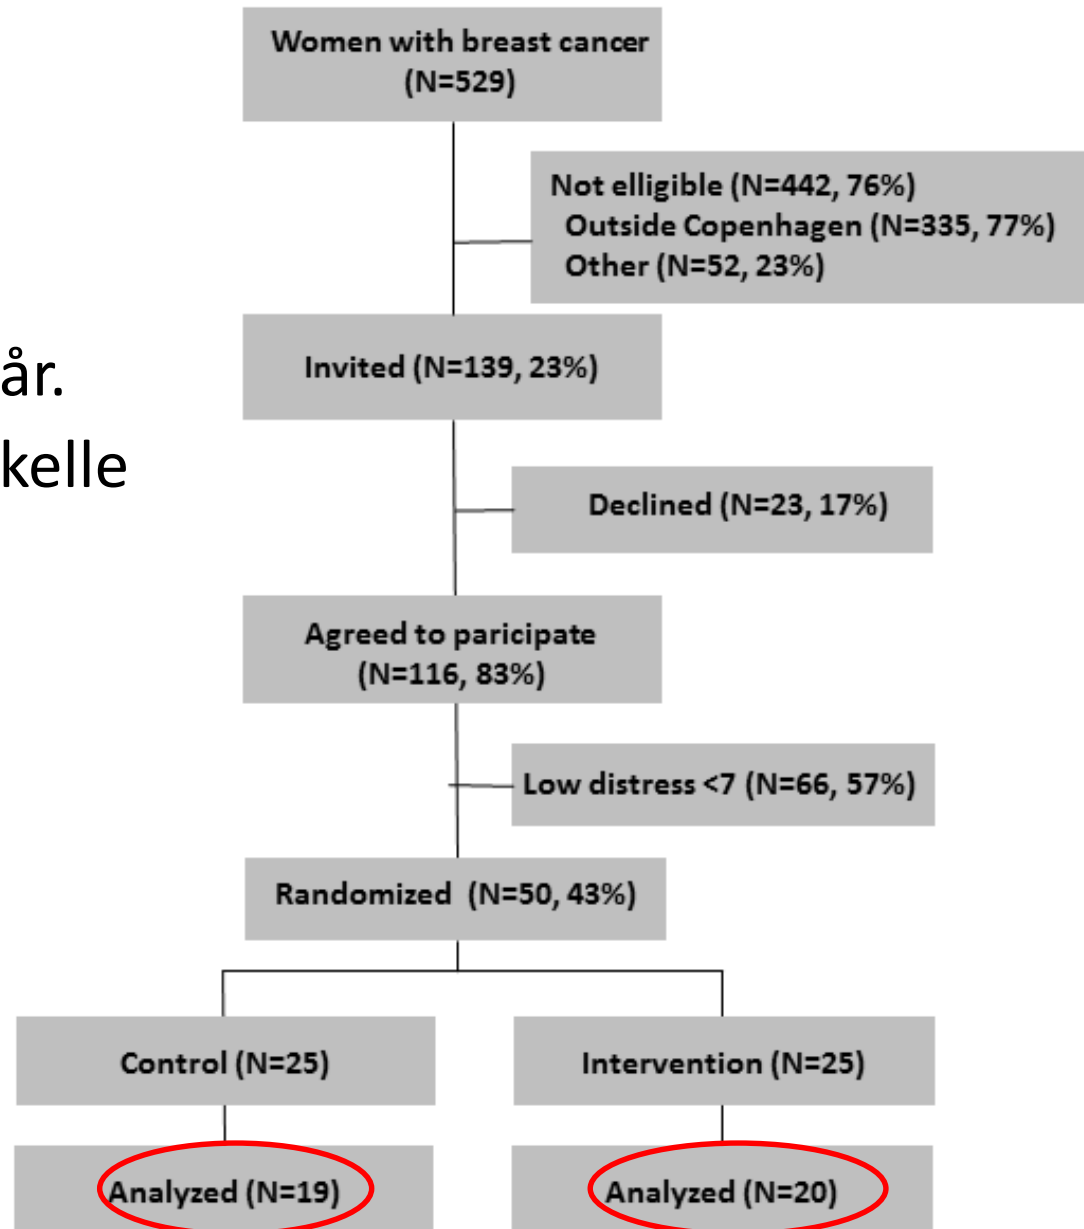 Women with breast cancer
(N=529)
Not elligible (N=442, 76%)
Outside Copenhagen (N=335, 77%)
Other (N=52, 23%)
Invited (N=139, 23%)
år.
kelle
Declined (N=23, 17%)
Agreed to paricipate
(N=116, 83%)
Low distress <7 (N=66, 57%)
Randomized (N=50, 43%)
Control (N=25)
Intervention (N=25)
Analyzed (N=19)
Analyzed (N=20)